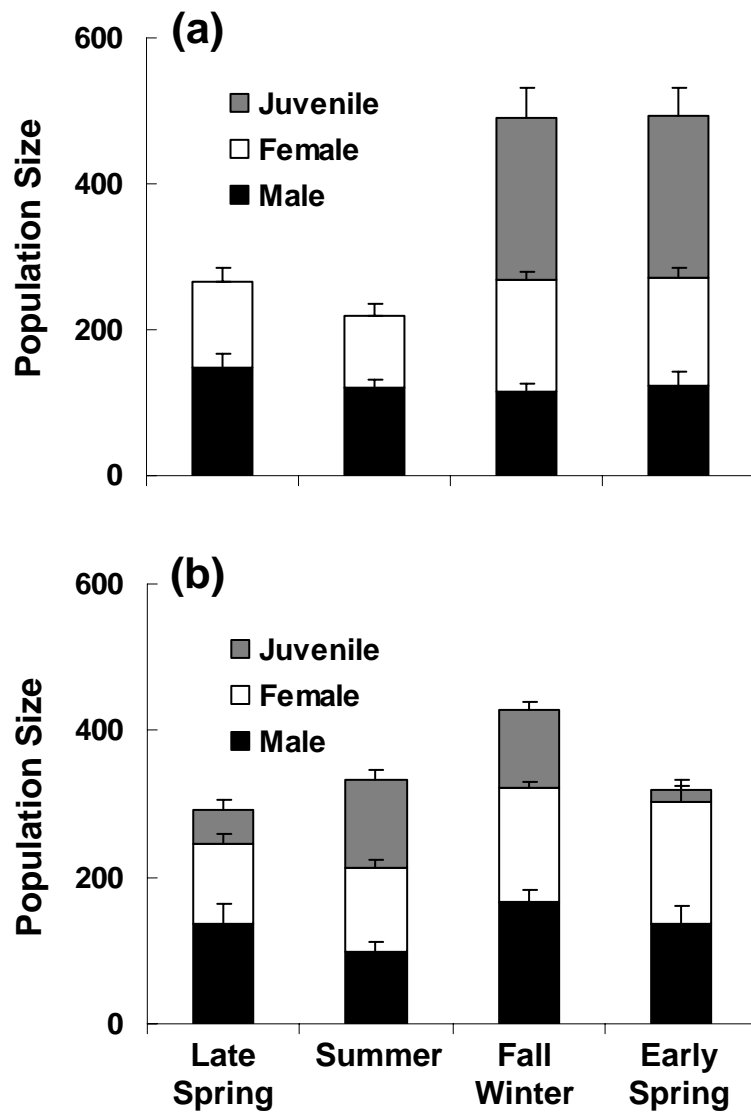 (a)
600
400
200
0
Population Size
Juvenile
Female
Male
(b)
600
400
200
0
Population Size
Juvenile
Female
Male
Late Summer Fall Early
Spring Winter Spring